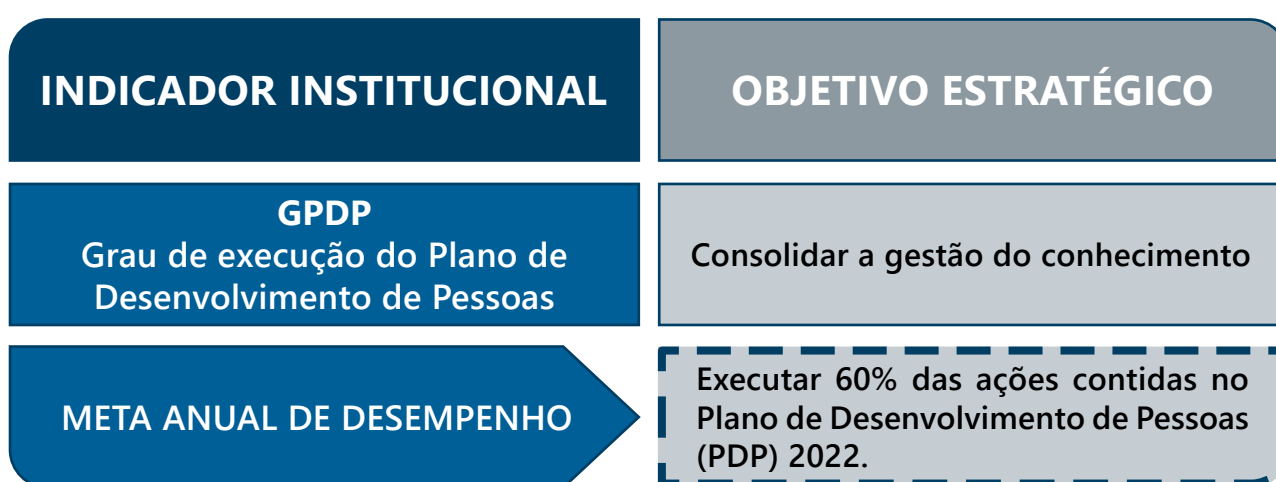 INDICADOR INSTITUCIONAL
OBJETIVO ESTRATÉGICO
GPDP
Grau de execução do Plano de
Desenvolvimento de Pessoas
Consolidar a gestão do conhecimento
META ANUAL DE DESEMPENHO
Executar 60% das ações contidas no
Plano de Desenvolvimento de Pessoas
(PDP) 2022.